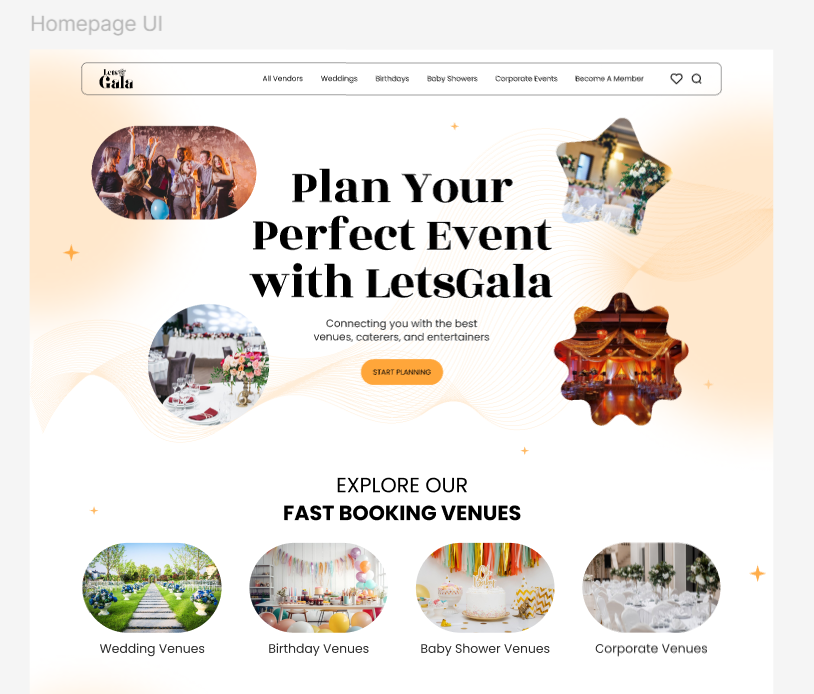 Homepage UI
Lets
Gala
All Vendors Weddings Birthdays Baby Showers Corporate Events Become A Member
Plan Your
Perfect Event
with LetsGala
Connecting you with the best
venues, caterers, and entertainers
START PLANNING
EXPLORE OUR
FAST BOOKING VENUES
Wedding Venues
Birthday Venues
Baby Shower Venues
Corporate Venues